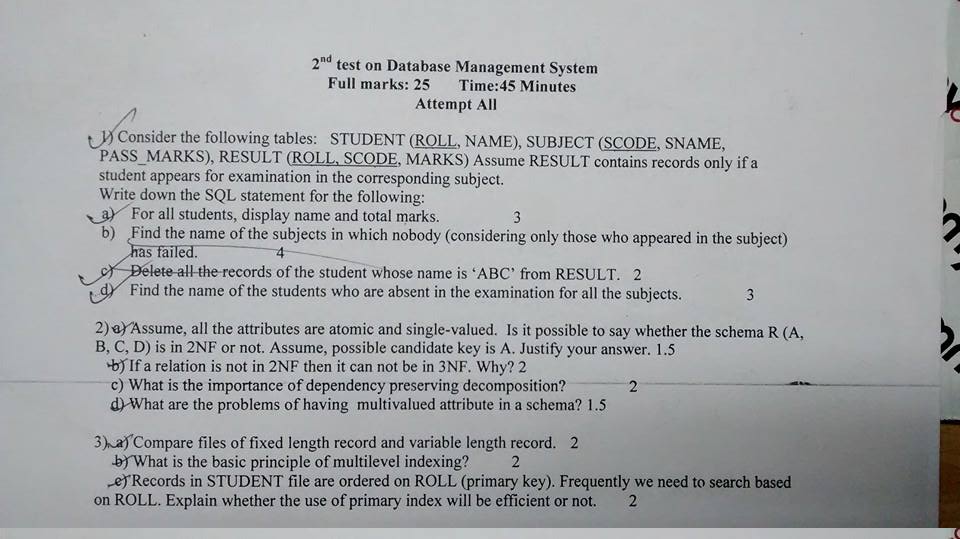 2nd test on Database Management System
Full marks: 25 Time:45 Minutes
Attempt All
1) Consider the following tables: STUDENT (ROLL, NAME), SUBJECT (SCODE, SNAME,
PASS_MARKS), RESULT (ROLL, SCODE, MARKS) Assume RESULT contains records only if a
student appears for examination in the corresponding subject.
Write down the SQL statement for the following:
a) For all students, display name and total marks. 3
b) Find the name of the subjects in which nobody (considering only those who appeared in the subject)
has failed. 4
c) Delete all the records of the student whose name is ‘ABC’ from RESULT. 2
d) Find the name of the students who are absent in the examination for all the subjects. 3
2) a) Assume, all the attributes are atomic and single-valued. Is it possible to say whether the schema R (A,
B, C, D) is in 2NF or not. Assume, possible candidate key is A. Justify your answer. 1.5
b) If a relation is not in 2NF then it can not be in 3NF. Why? 2
c) What is the importance of dependency preserving decomposition? 2
d) What are the problems of having multivalued attribute in a schema? 1.5
3) a) Compare files of fixed length record and variable length record. 2
b) What is the basic principle of multilevel indexing? 2
c) Records in STUDENT file are ordered on ROLL (primary key). Frequently we need to search based
on ROLL. Explain whether the use of primary index will be efficient or not. 2